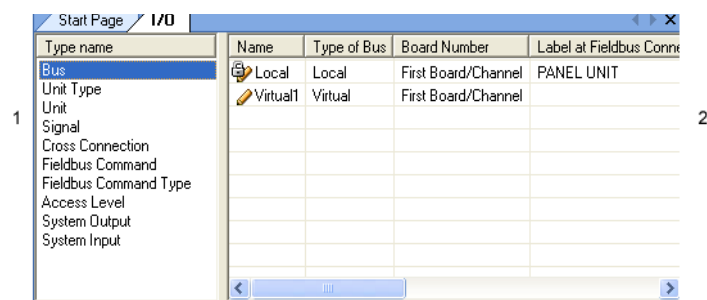 Start Page I/O
Type name
Bus
Unit Type
Unit
Signal
Cross Connection
Fieldbus Command
Fieldbus Command Type
Access Level
System Output
System Input
1
Name Type of Bus Board Number Label at Fieldbus Conne
Local Local First Board/Channel PANEL UNIT
Virtual1 Virtual First Board/Channel
2